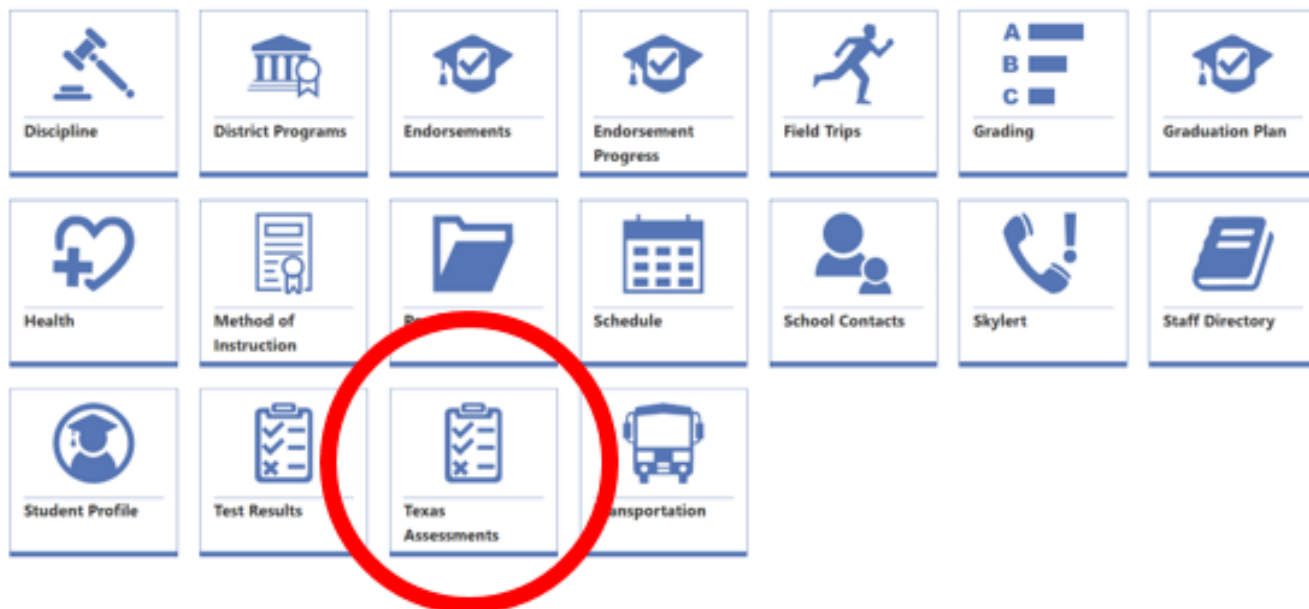 A
B
C
Discipline
District Programs
Endorsements
Endorsement
Progress
Field Trips
Grading
Graduation Plan
Health
Method of
Instruction
Schedule
School Contacts
Skylert
Staff Directory
Student Profile
Test Results
Texas
Assessments
ansportation